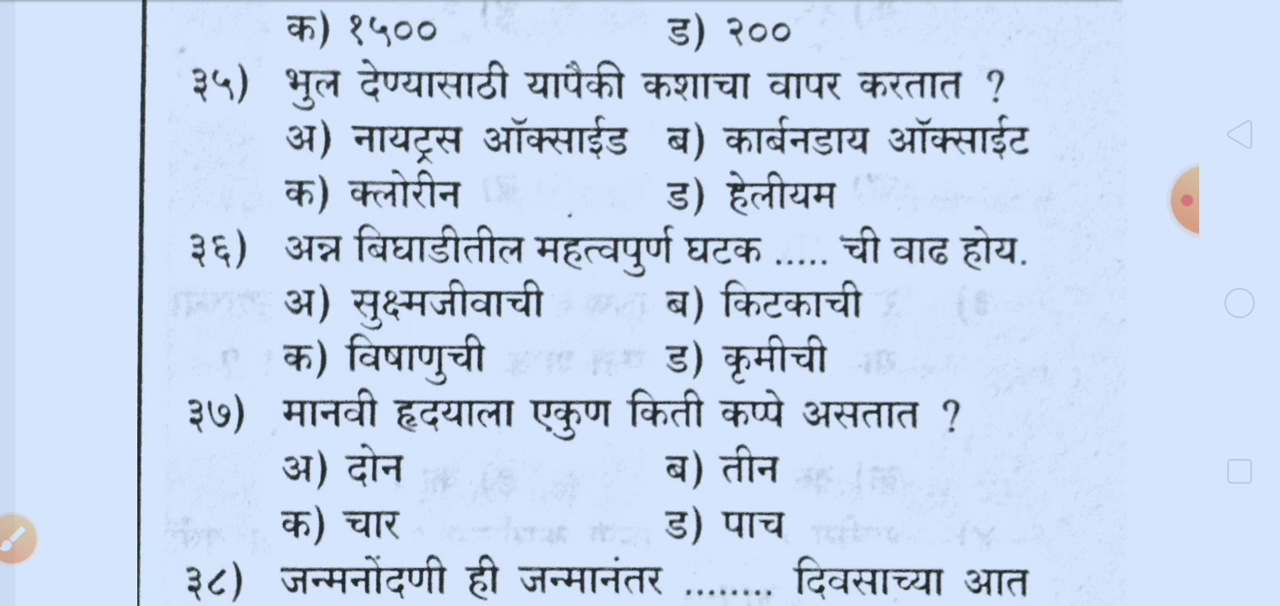 क) १५०० ड) २००
३५) भुल देण्यासाठी यापैकी कशाचा वापर करतात ?
अ) नायट्रस ऑक्साईड ब) कार्बनडाय ऑक्साईट
क) क्लोरीन ड) हेलीयम
३६) अन्न बिघाडीतील महत्वपुर्ण घटक ..... ची वाढ होय.
अ) सुक्ष्मजीवाची ब) किटकाची
क) विषाणुची ड) कृमीची
३७) मानवी हृदयाला एकुण किती कप्पे असतात ?
अ) दोन ब) तीन
क) चार ड) पाच
३८) जन्मनोंदणी ही जन्मानंतर ........ दिवसाच्या आत